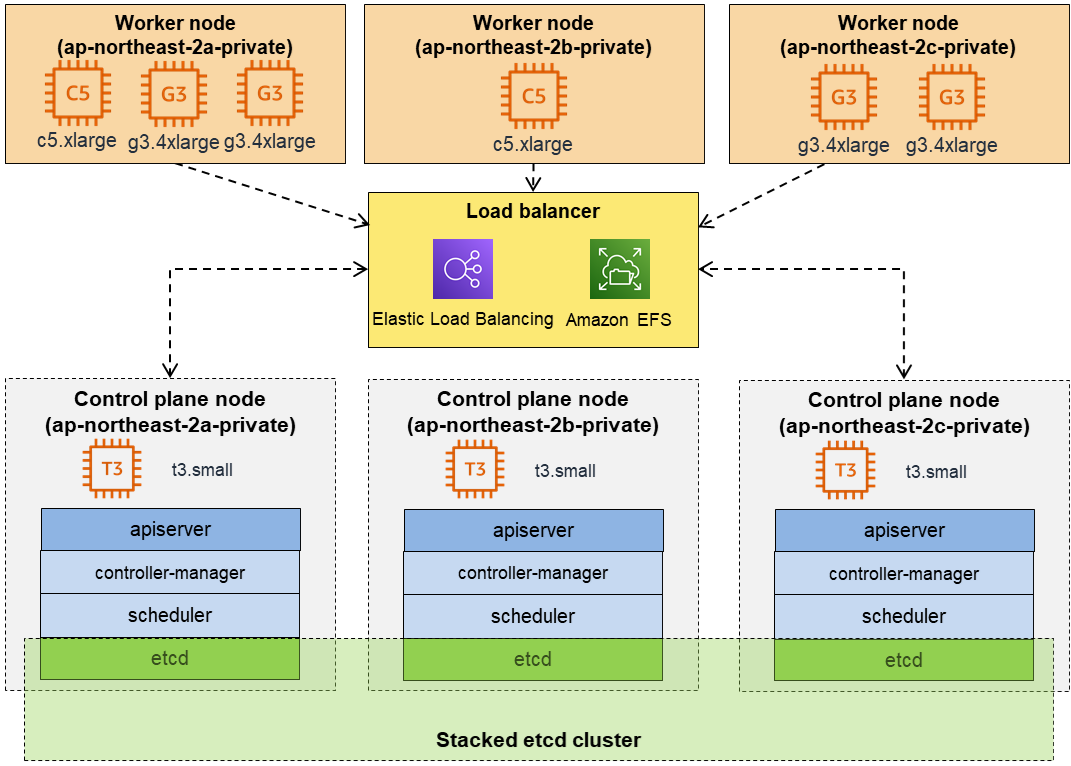 Worker node
(ap-northeast-2a-private)
C5
G3
G3
c5.xlarge
g3.4xlarge
g3.4xlarge
Worker node
(ap-northeast-2b-private)
C5
c5.xlarge
Worker node
(ap-northeast-2c-private)
G3
G3
g3.4xlarge
g3.4xlarge
Load balancer
Elastic Load Balancing
Amazon EFS
Control plane node
(ap-northeast-2a-private)
T3
t3.small
apiserver
controller-manager
scheduler
etcd
Control plane node
(ap-northeast-2b-private)
T3
t3.small
apiserver
controller-manager
scheduler
etcd
Control plane node
(ap-northeast-2c-private)
T3
t3.small
apiserver
controller-manager
scheduler
etcd
Stacked etcd cluster